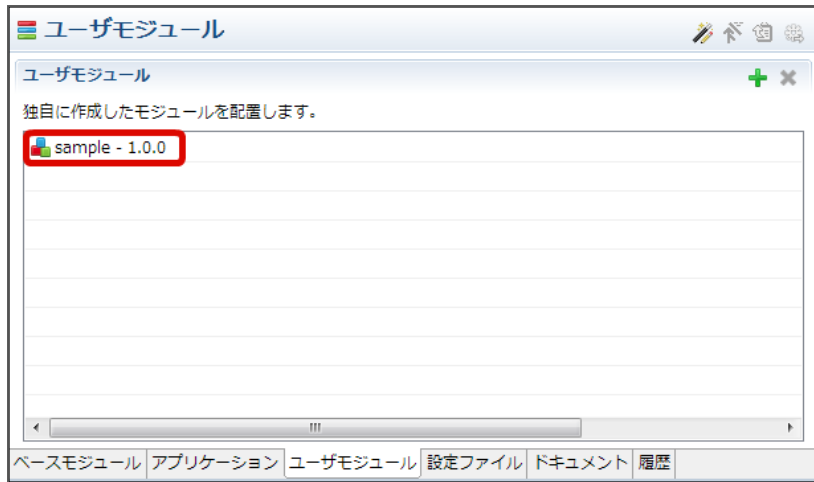 ユーザモジュール
ユーザモジュール
独自に作成したモジュールを配置します。
sample - 1.0.0
ベースモジュール アプリケーション ユーザモジュール 設定ファイル ドキュメント 履歴